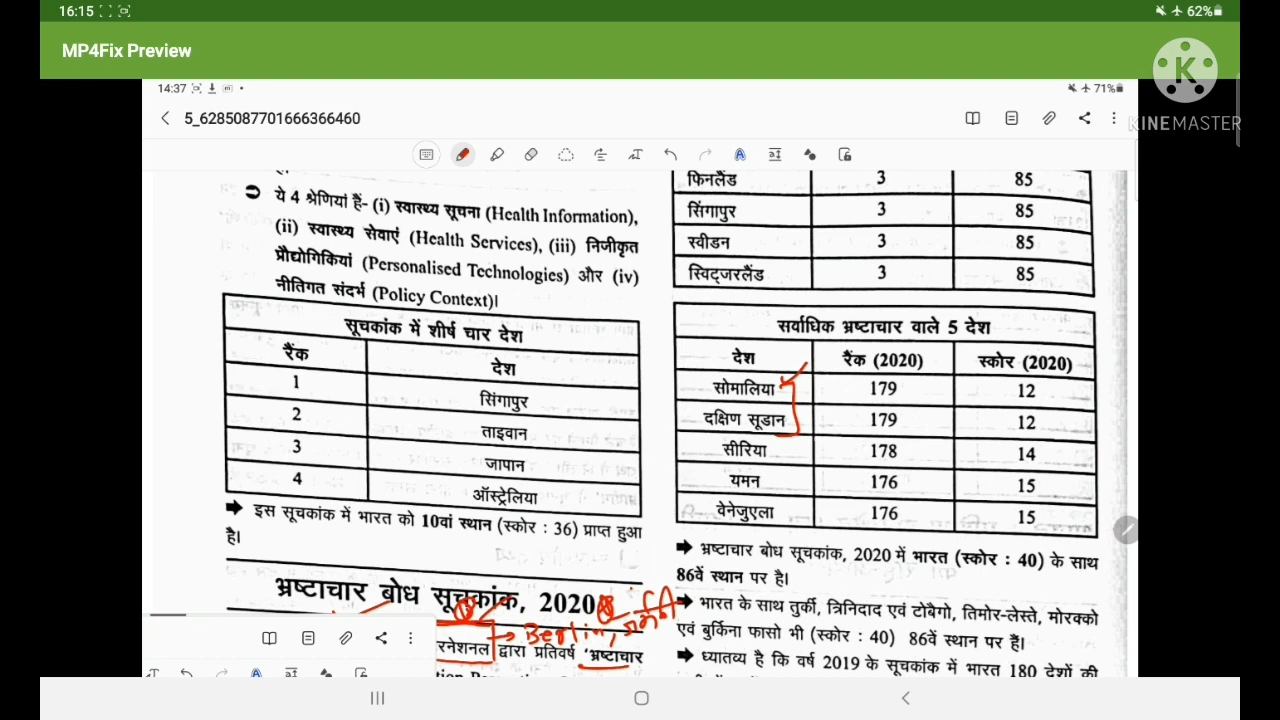 16:15
62%
MP4Fix Preview
K
KINEMASTER
14:37
71%
5_6285087701666366460
ये 4 श्रेणियां हैं- (i) स्वास्थ्य सूचना (Health Information),
(ii) स्वास्थ्य सेवाएं (Health Services), (iii) निजीकृत
प्रौद्योगिकियां (Personalised Technologies) और (iv)
नीतिगत संदर्भ (Policy Context)।
सूचकांक में शीर्ष चार देश
रैंक देश
1 सिंगापुर
2 ताइवान
3 जापान
4 ऑस्ट्रेलिया
इस सूचकांक में भारत को 10वां स्थान (स्कोर : 36) प्राप्त हुआ
है।
भ्रष्टाचार बोध सूचकांक, 2020
Berlin,
रनेशनल द्वारा प्रतिवर्ष 'भ्रष्टाचार
फिनलैंड 3 85
सिंगापुर 3 85
स्वीडन 3 85
स्विट्जरलैंड 3 85
सर्वाधिक भ्रष्टाचार वाले 5 देश
देश रैंक (2020) स्कोर (2020)
सोमालिया 179 12
दक्षिण सूडान 179 12
सीरिया 178 14
यमन 176 15
वेनेजुएला 176 15
भ्रष्टाचार बोध सूचकांक, 2020 में भारत (स्कोर : 40) के साथ
86वें स्थान पर है।
भारत के साथ तुर्की, त्रिनिदाद एवं टोबैगो, तिमोर-लेस्ते, मोरक्को
एवं बुर्किना फासो भी (स्कोर : 40) 86वें स्थान पर हैं।
ध्यातव्य है कि वर्ष 2019 के सूचकांक में भारत 180 देशों की